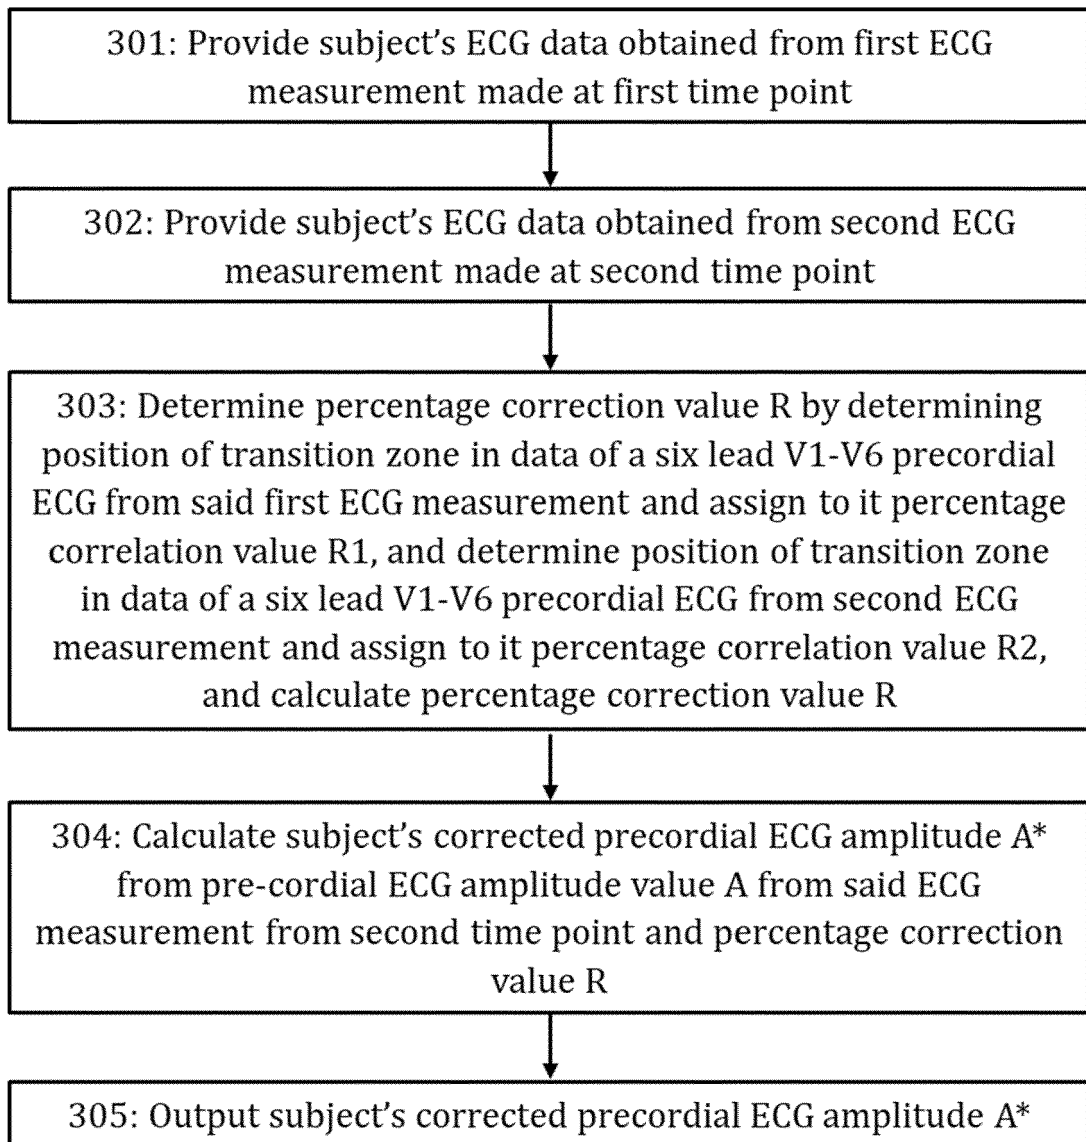 301: Provide subject’s ECG data obtained from first ECG
measurement made at first time point
302: Provide subject’s ECG data obtained from second ECG
measurement made at second time point
303: Determine percentage correction value R by determining
position of transition zone in data of a six lead V1-V6 precordial
ECG from said first ECG measurement and assign to it percentage
correlation value R1, and determine position of transition zone
in data of a six lead V1-V6 precordial ECG from second ECG
measurement and assign to it percentage correlation value R2,
and calculate percentage correction value R
304: Calculate subject’s corrected precordial ECG amplitude A*
from pre-cordial ECG amplitude value A from said ECG
measurement from second time point and percentage correction
value R
305: Output subject’s corrected precordial ECG amplitude A*